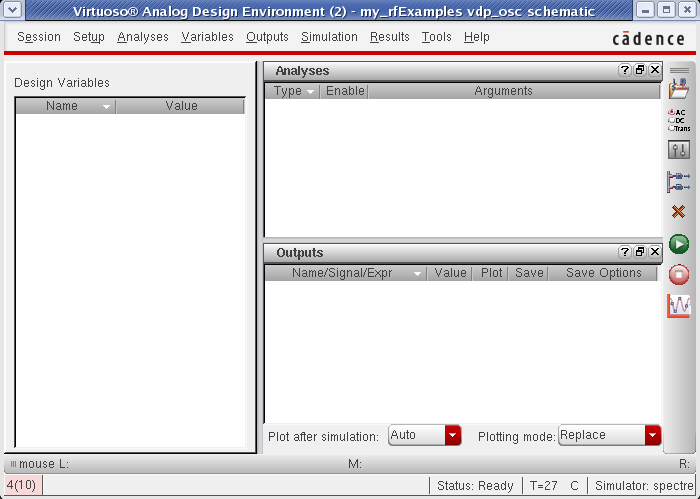 Virtuoso® Analog Design Environment (2) - my_rfExamples vdp_osc schematic
Session Setup Analyses Variables Outputs Simulation Results Tools Help
cādence
Design Variables
Name Value
Analyses
Type Enable Arguments
AC
DC
Trans
Outputs
Name/Signal/Expr Value Plot Save Save Options
Plot after simulation: Auto Plotting mode: Replace
mouse L: M: R:
4(10) Status: Ready T=27 C Simulator: spectre